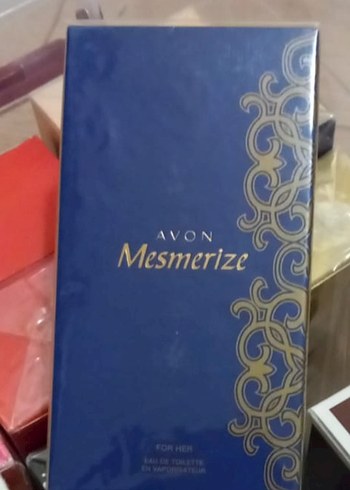 AVON
Mesmerize
FOR HER
EAU DE TOILETTE
EN VAPORISATEUR